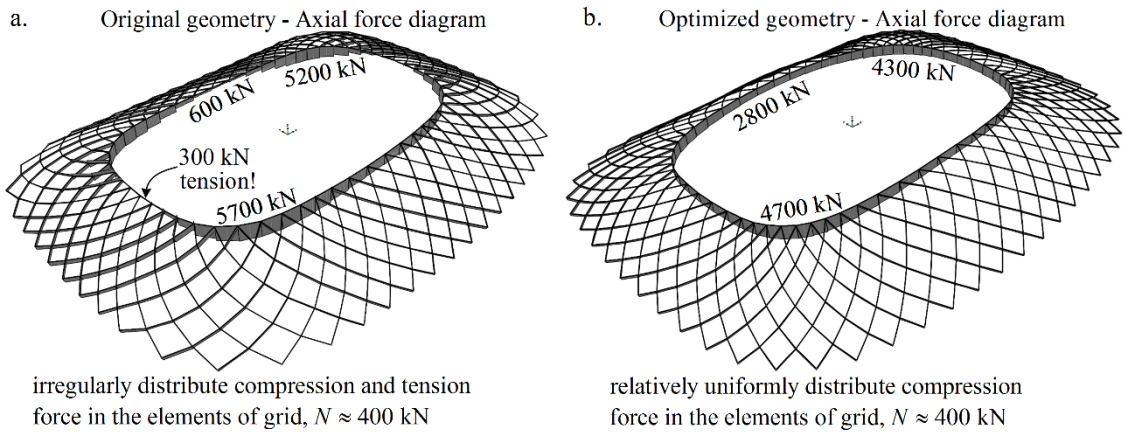 a. Original geometry - Axial force diagram
5200 kN
600 kN
300 kN
tension!
5700 kN
irregularly distribute compression and tension
force in the elements of grid, N ≈ 400 kN
b. Optimized geometry - Axial force diagram
4300 kN
2800 kN
4700 kN
relatively uniformly distribute compression
force in the elements of grid, N ≈ 400 kN